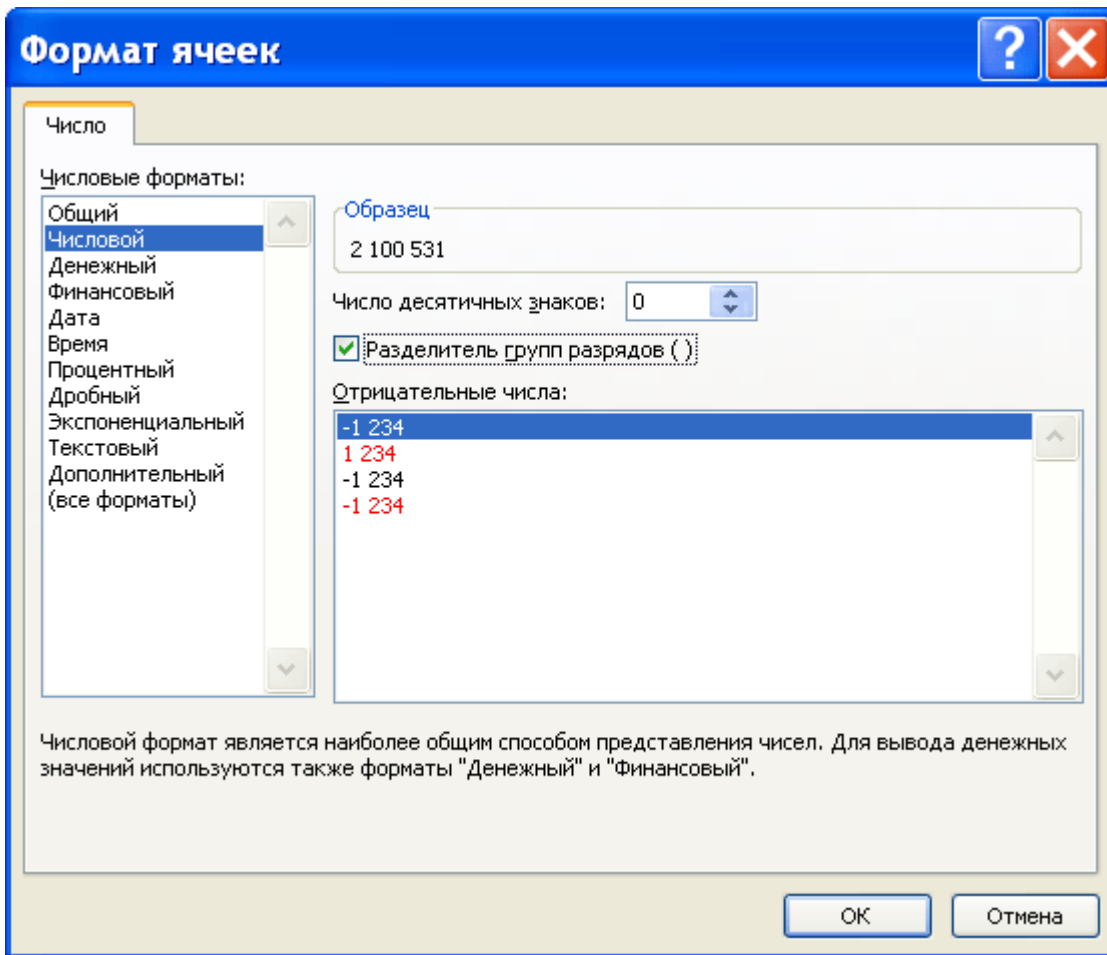 Формат ячеек
?
Число
Числовые форматы:
Общий
Числовой
Денежный
Финансовый
Дата
Время
Процентный
Дробный
Экспоненциальный
Текстовый
Дополнительный
(все форматы)
Образец
2 100 531
Число десятичных знаков: 0
Разделитель групп разрядов ( )
Отрицательные числа:
-1 234
1 234
-1 234
-1 234
Числовой формат является наиболее общим способом представления чисел. Для вывода денежных
значений используются также форматы "Денежный" и "Финансовый".
ОК
Отмена